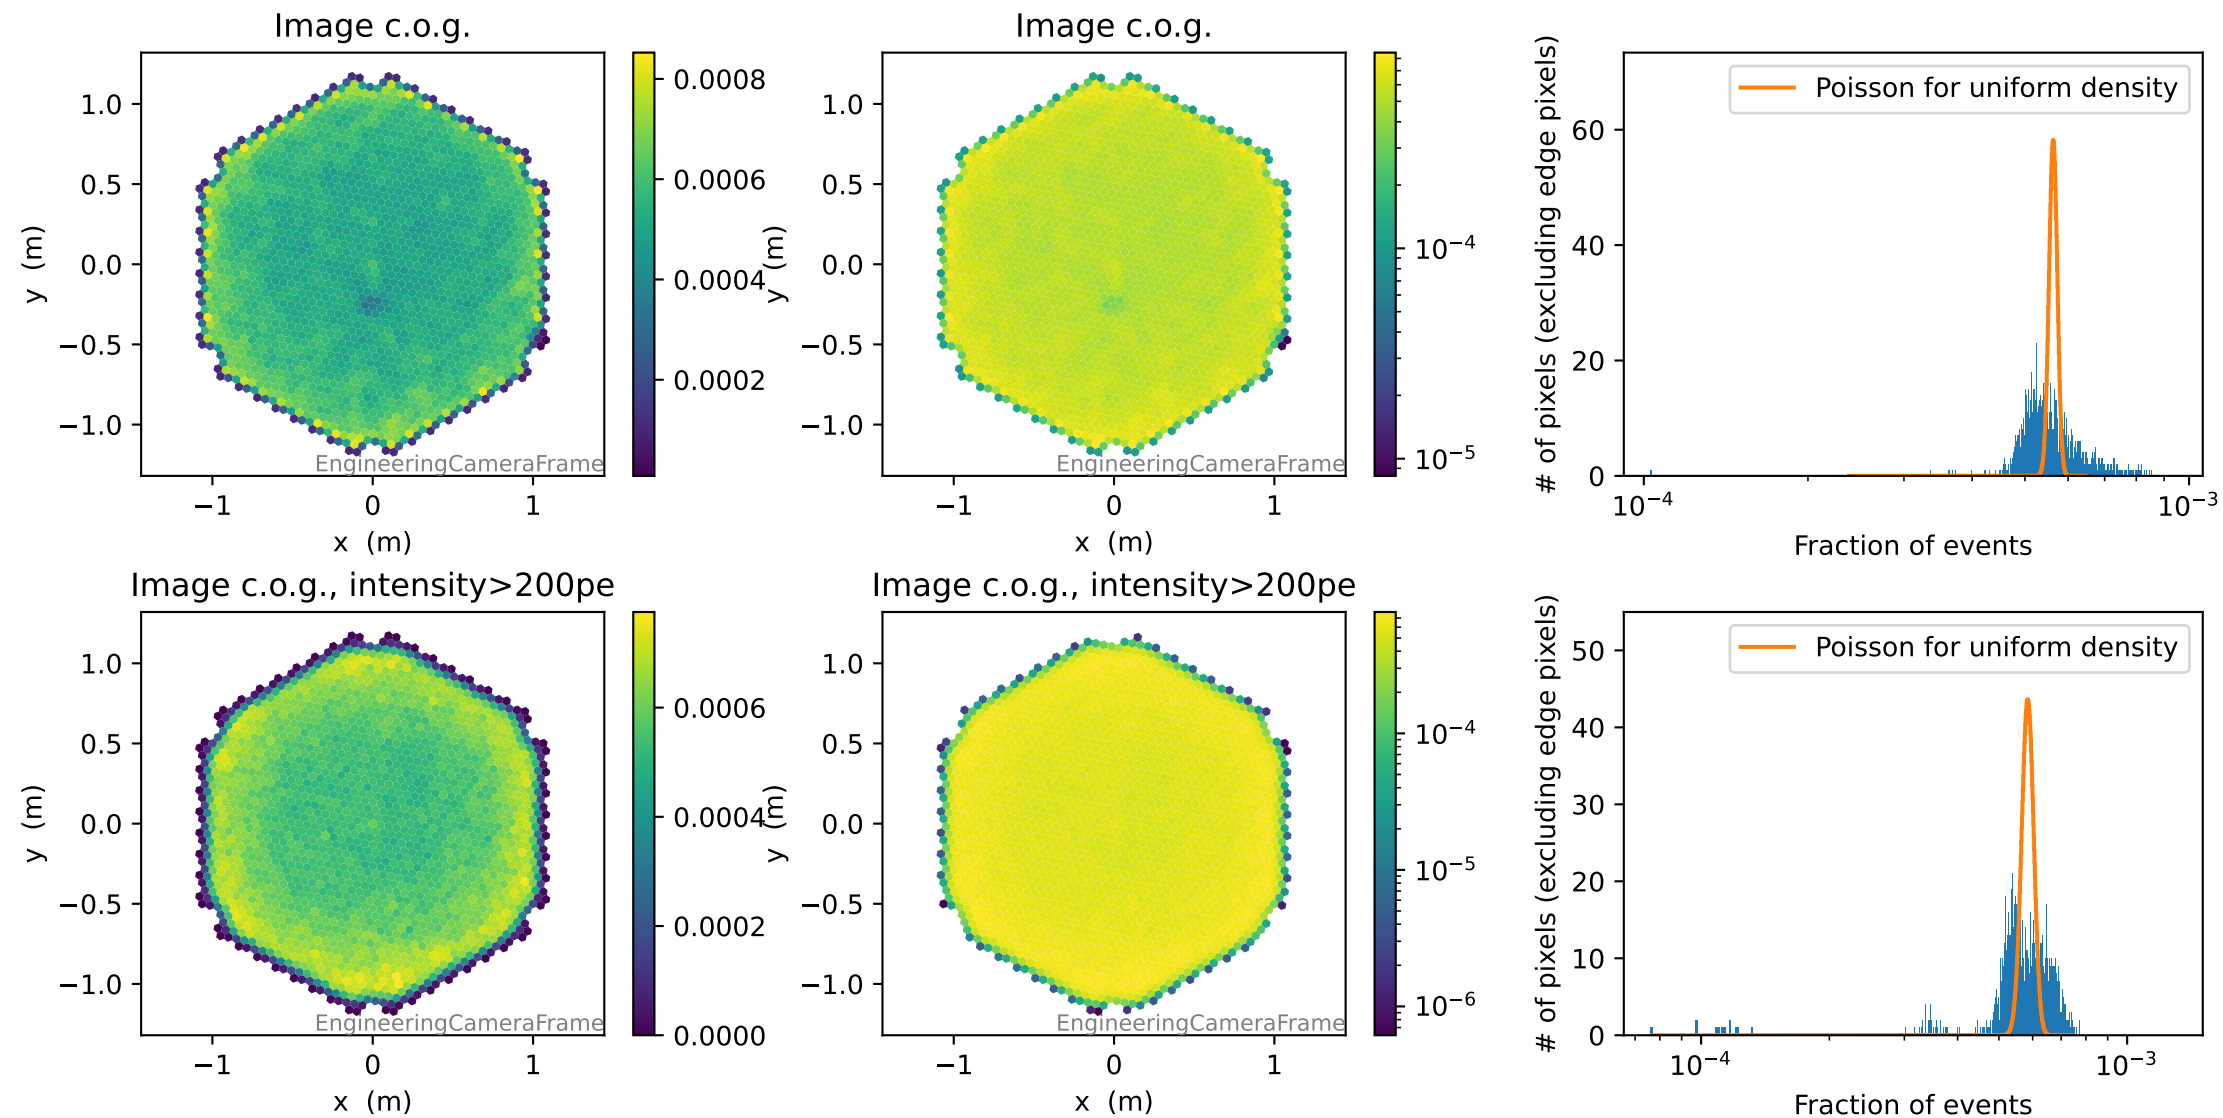 Image c.o.g.
1.0
0.5
0.0
−0.5
−1.0
y (m)
−1 0 1
x (m)
EngineeringCameraFrame
0.0008
0.0006
0.0004
0.0002
Image c.o.g.
1.0
0.5
0.0
−0.5
−1.0
y (m)
−1 0 1
x (m)
EngineeringCameraFrame
10⁻⁴
10⁻⁵
# of pixels (excluding edge pixels)
60
40
20
0
Poisson for uniform density
10⁻⁴ 10⁻³
Fraction of events
Image c.o.g., intensity>200pe
1.0
0.5
0.0
−0.5
−1.0
y (m)
−1 0 1
x (m)
EngineeringCameraFrame
0.0006
0.0004
0.0002
0.0000
Image c.o.g., intensity>200pe
1.0
0.5
0.0
−0.5
−1.0
y (m)
−1 0 1
x (m)
EngineeringCameraFrame
10⁻⁴
10⁻⁵
10⁻⁶
# of pixels (excluding edge pixels)
50
40
30
20
10
0
Poisson for uniform density
10⁻⁴ 10⁻³
Fraction of events